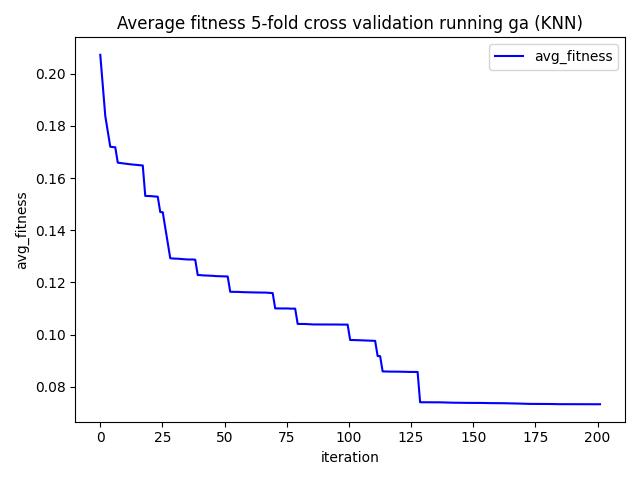 Average fitness 5-fold cross validation running ga (KNN)
avg_fitness
avg_fitness
0.20
0.18
0.16
0.14
0.12
0.10
0.08
0 25 50 75 100 125 150 175 200
iteration